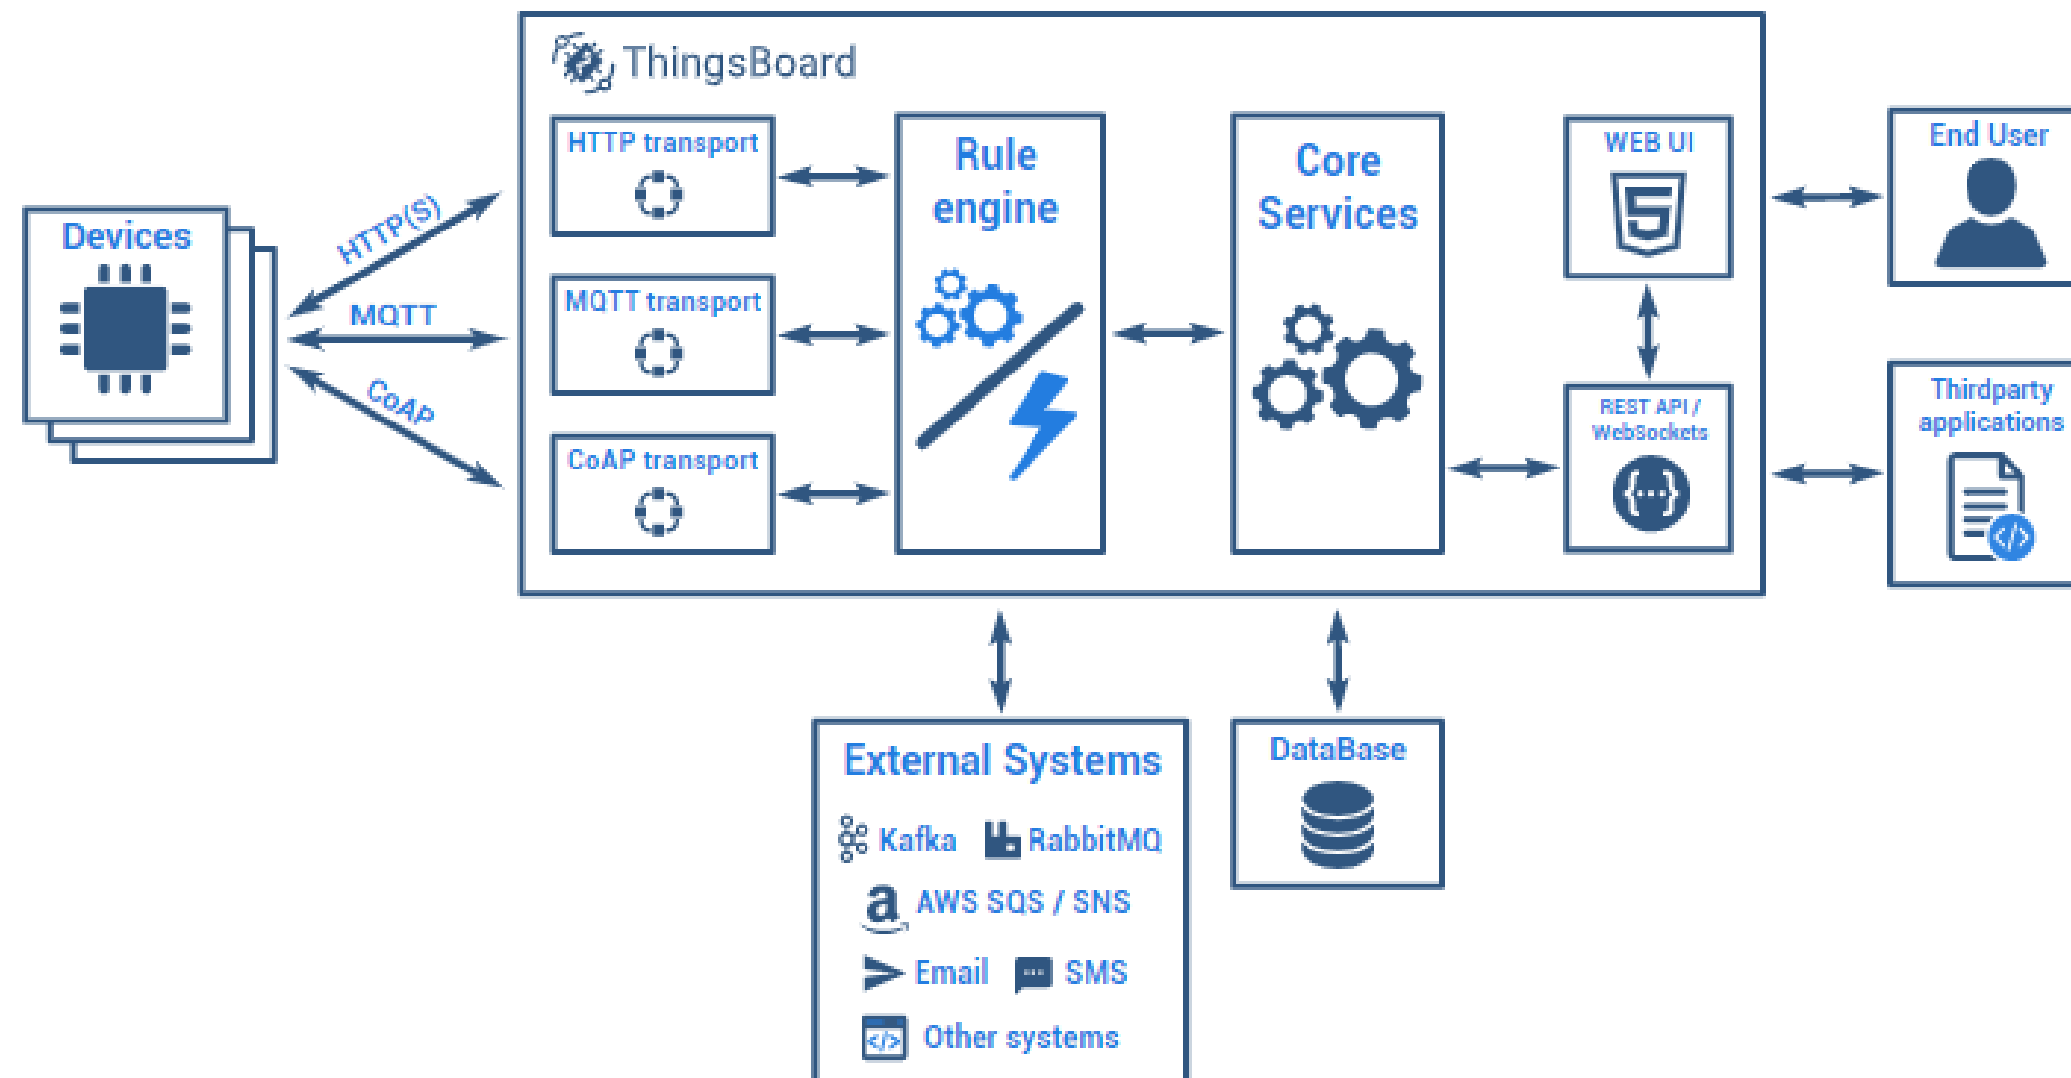 ThingsBoard
Devices
HTTP(S)
MQTT
CoAP
HTTP transport
MQTT transport
CoAP transport
Rule
engine
Core
Services
WEB UI
REST API /
WebSockets
End User
Thirdparty
applications
External Systems
Kafka RabbitMQ
AWS SQS / SNS
Email SMS
Other systems
DataBase